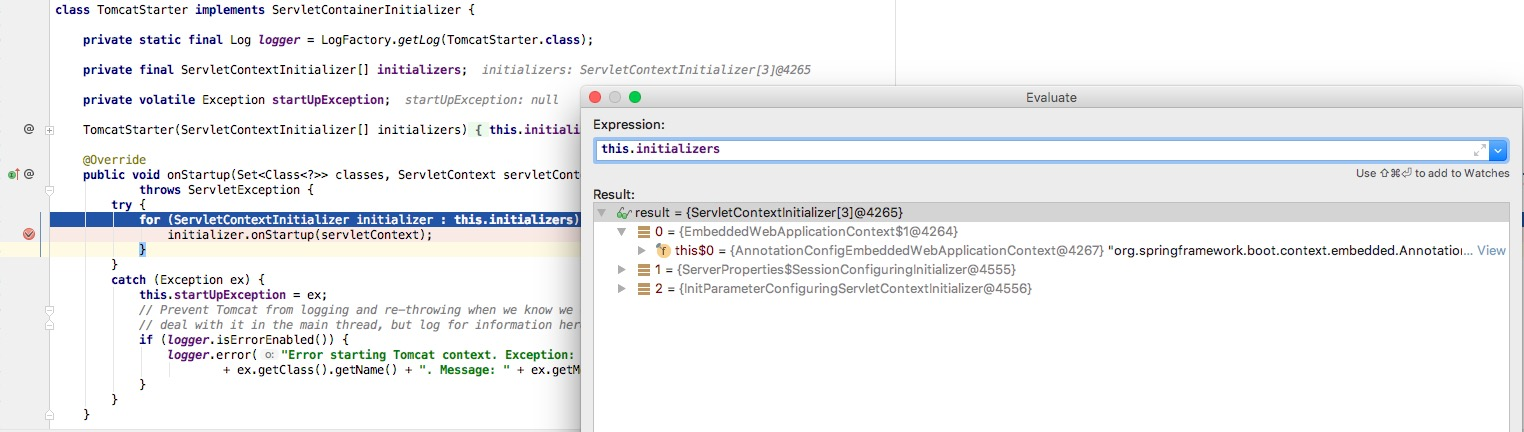 class TomcatStarter implements ServletContainerInitializer {
private static final Log logger = LogFactory.getLog(TomcatStarter.class);
private final ServletContextInitializer[] initializers;  initializers: ServletContextInitializer[3]@4265
private volatile Exception startUpException;  startUpException: null
TomcatStarter(ServletContextInitializer[] initializers) { this.initiali
@Override
public void onStartup(Set<Class<?>> classes, ServletContext servletCont
throws ServletException {
try {
for (ServletContextInitializer initializer : this.initializers)
initializer.onStartup(servletContext);
}
}
catch (Exception ex) {
this.startUpException = ex;
// Prevent Tomcat from logging and re-throwing when we know we
// deal with it in the main thread, but log for information her
if (logger.isErrorEnabled()) {
logger.error( o: "Error starting Tomcat context. Exception:
+ ex.getClass().getName() + ". Message: " + ex.getM
}
}
}
Evaluate
Expression:
this.initializers
Use ⇧⌘⏎ to add to Watches
Result:
result = {ServletContextInitializer[3]@4265}
0 = {EmbeddedWebApplicationContext$1@4264}
this$0 = {AnnotationConfigEmbeddedWebApplicationContext@4267} "org.springframework.boot.context.embedded.Annotatio(... View
1 = {ServerProperties$SessionConfiguringInitializer@4555}
2 = {InitParameterConfiguringServletContextInitializer@4556}